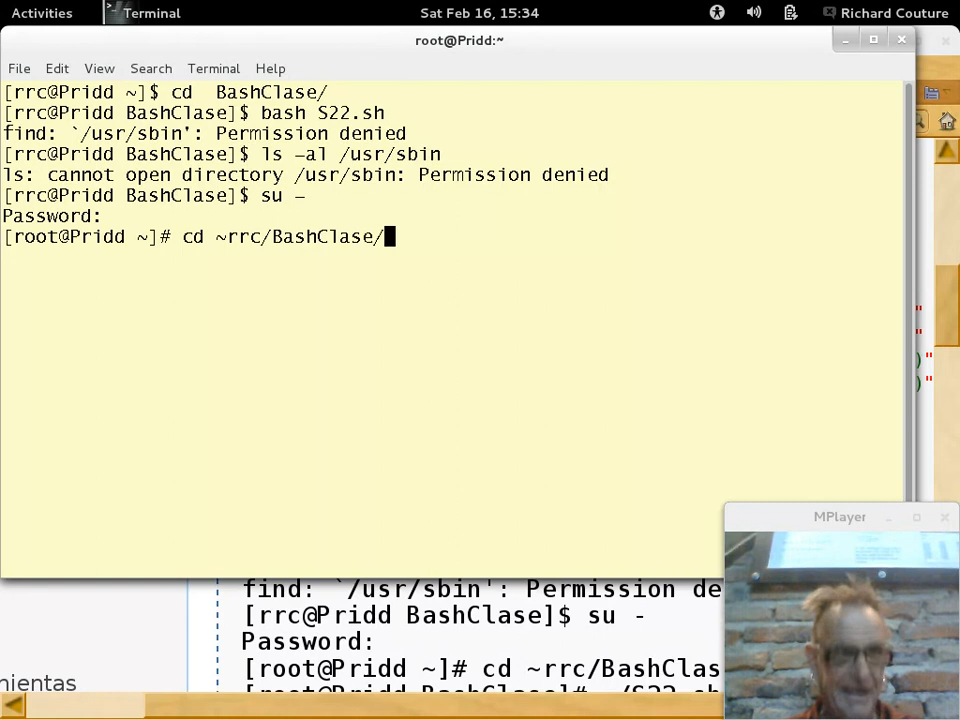 Activities
Terminal
Sat Feb 16, 15:34
Richard Couture
root@Pridd:~
File Edit View Search Terminal Help
[rrc@Pridd ~]$ cd  BashClase/
[rrc@Pridd BashClase]$ bash S22.sh
find: `/usr/sbin': Permission denied
[rrc@Pridd BashClase]$ ls –al /usr/sbin
ls: cannot open directory /usr/sbin: Permission denied
[rrc@Pridd BashClase]$ su –
Password:
[root@Pridd ~]# cd ~rrc/BashClase/
"
"
)"
)"
MPlayer
find: `/usr/sbin': Permission de
[rrc@Pridd BashClase]$ su -
Password:
[root@Pridd ~]# cd ~rrc/BashClas
nientas